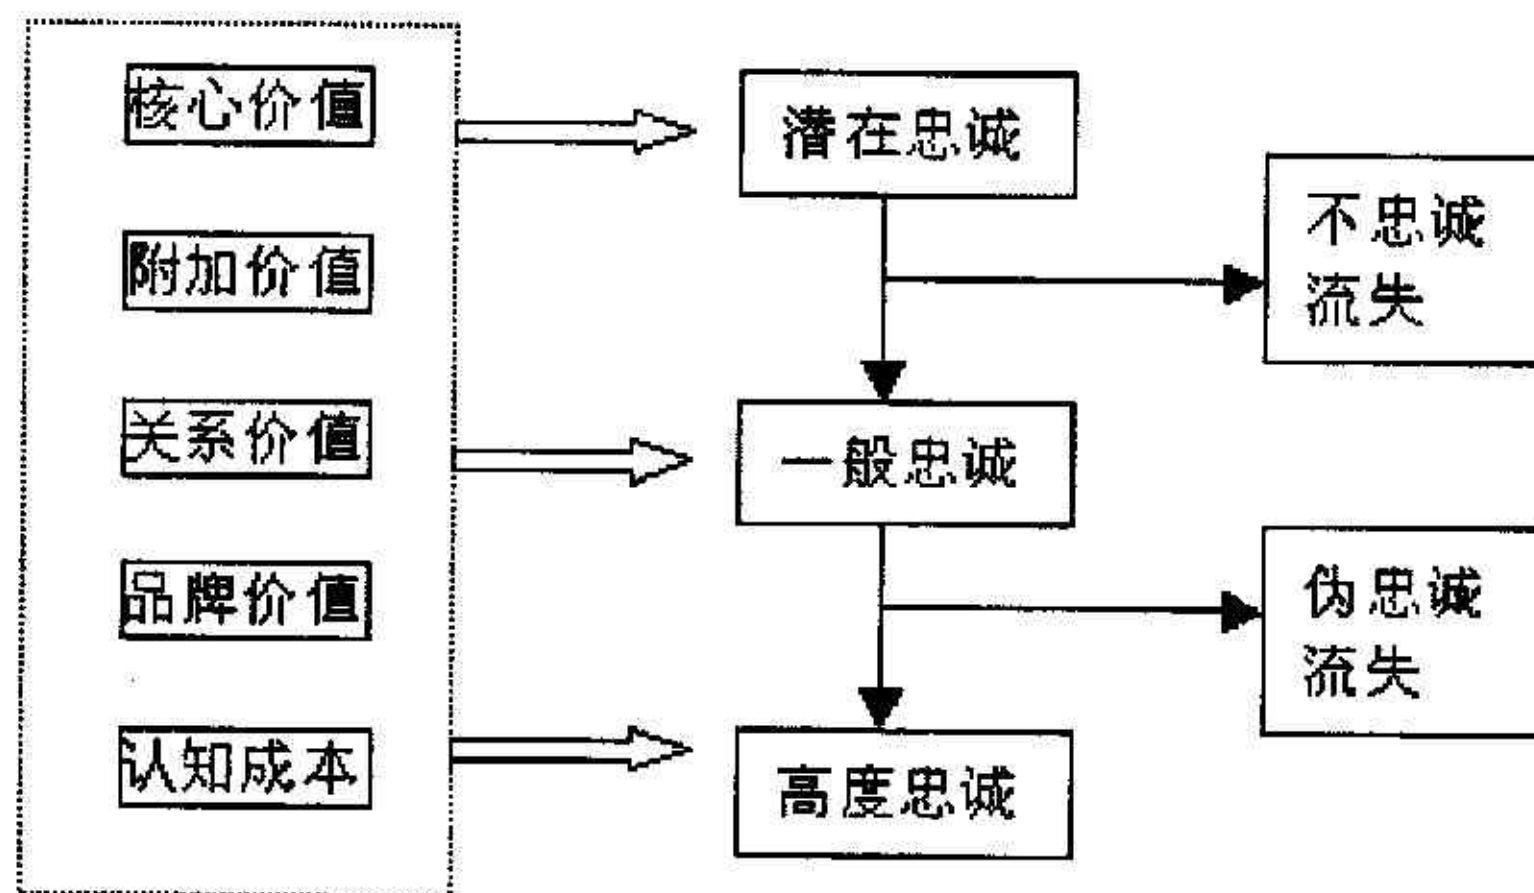 核心价值
附加价值
关系价值
品牌价值
认知成本
潜在忠诚
一般忠诚
高度忠诚
不忠诚
流失
伪忠诚
流失